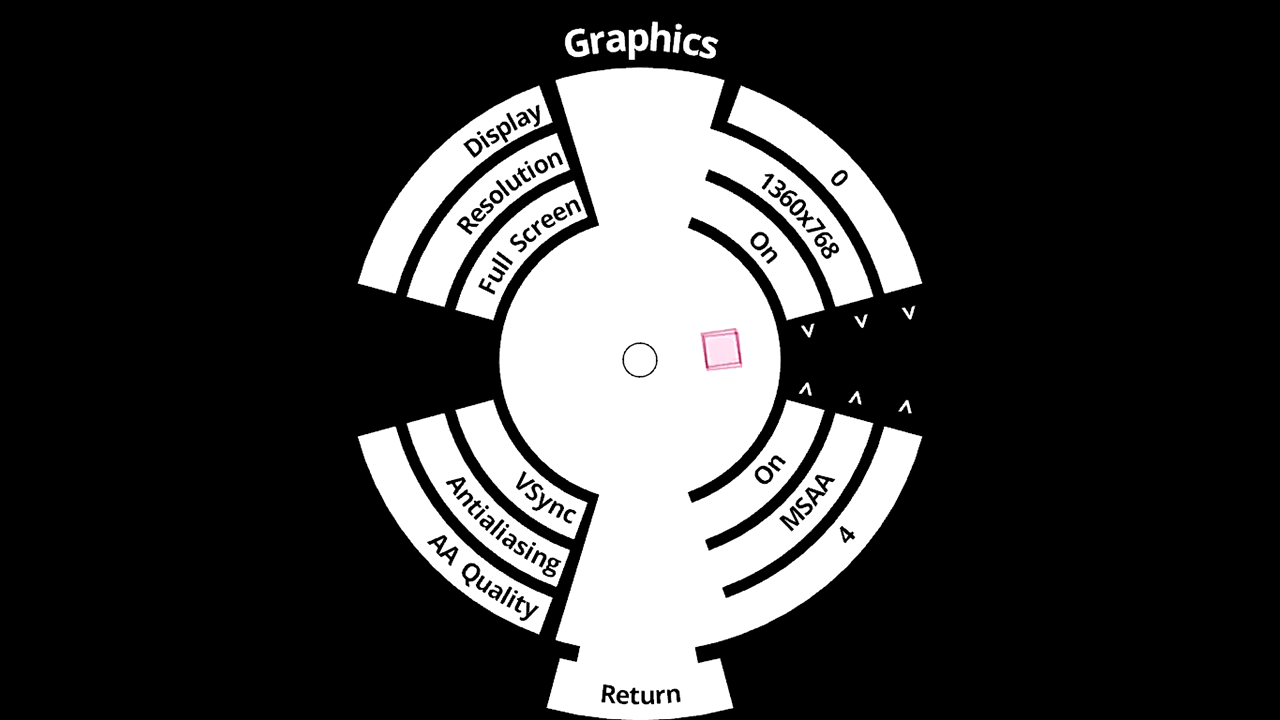 Graphics
Display
0
Resolution
1360x768
Full Screen
On
VSync
On
Antialiasing
MSAA
AA Quality
4
Return